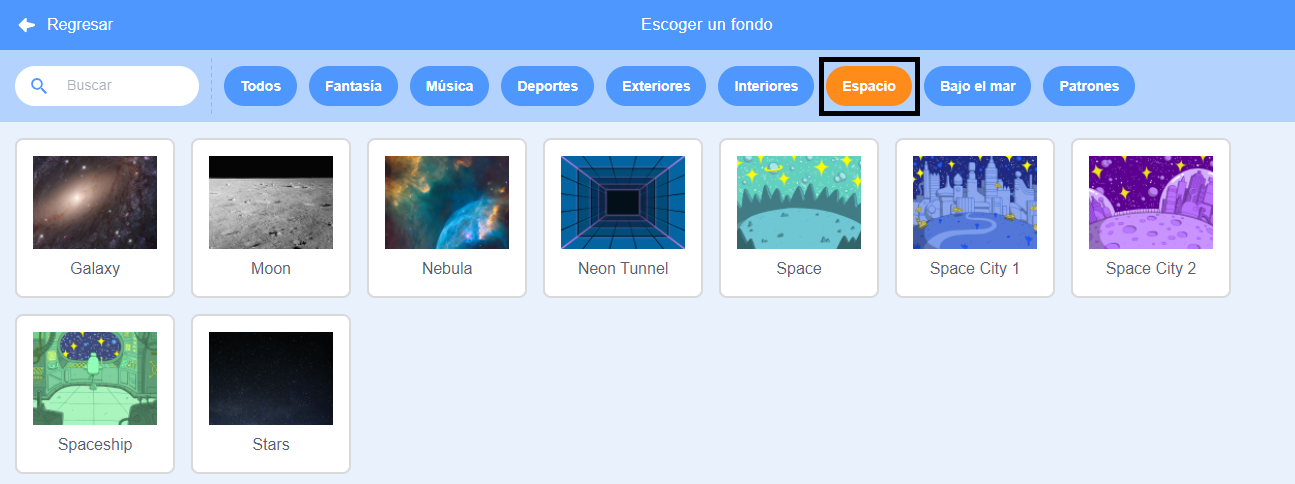 Regresar
Escoger un fondo
Buscar
Todos
Fantasía
Música
Deportes
Exteriores
Interiores
Espacio
Bajo el mar
Patrones
Galaxy
Moon
Nebula
Neon Tunnel
Space
Space City 1
Space City 2
Spaceship
Stars